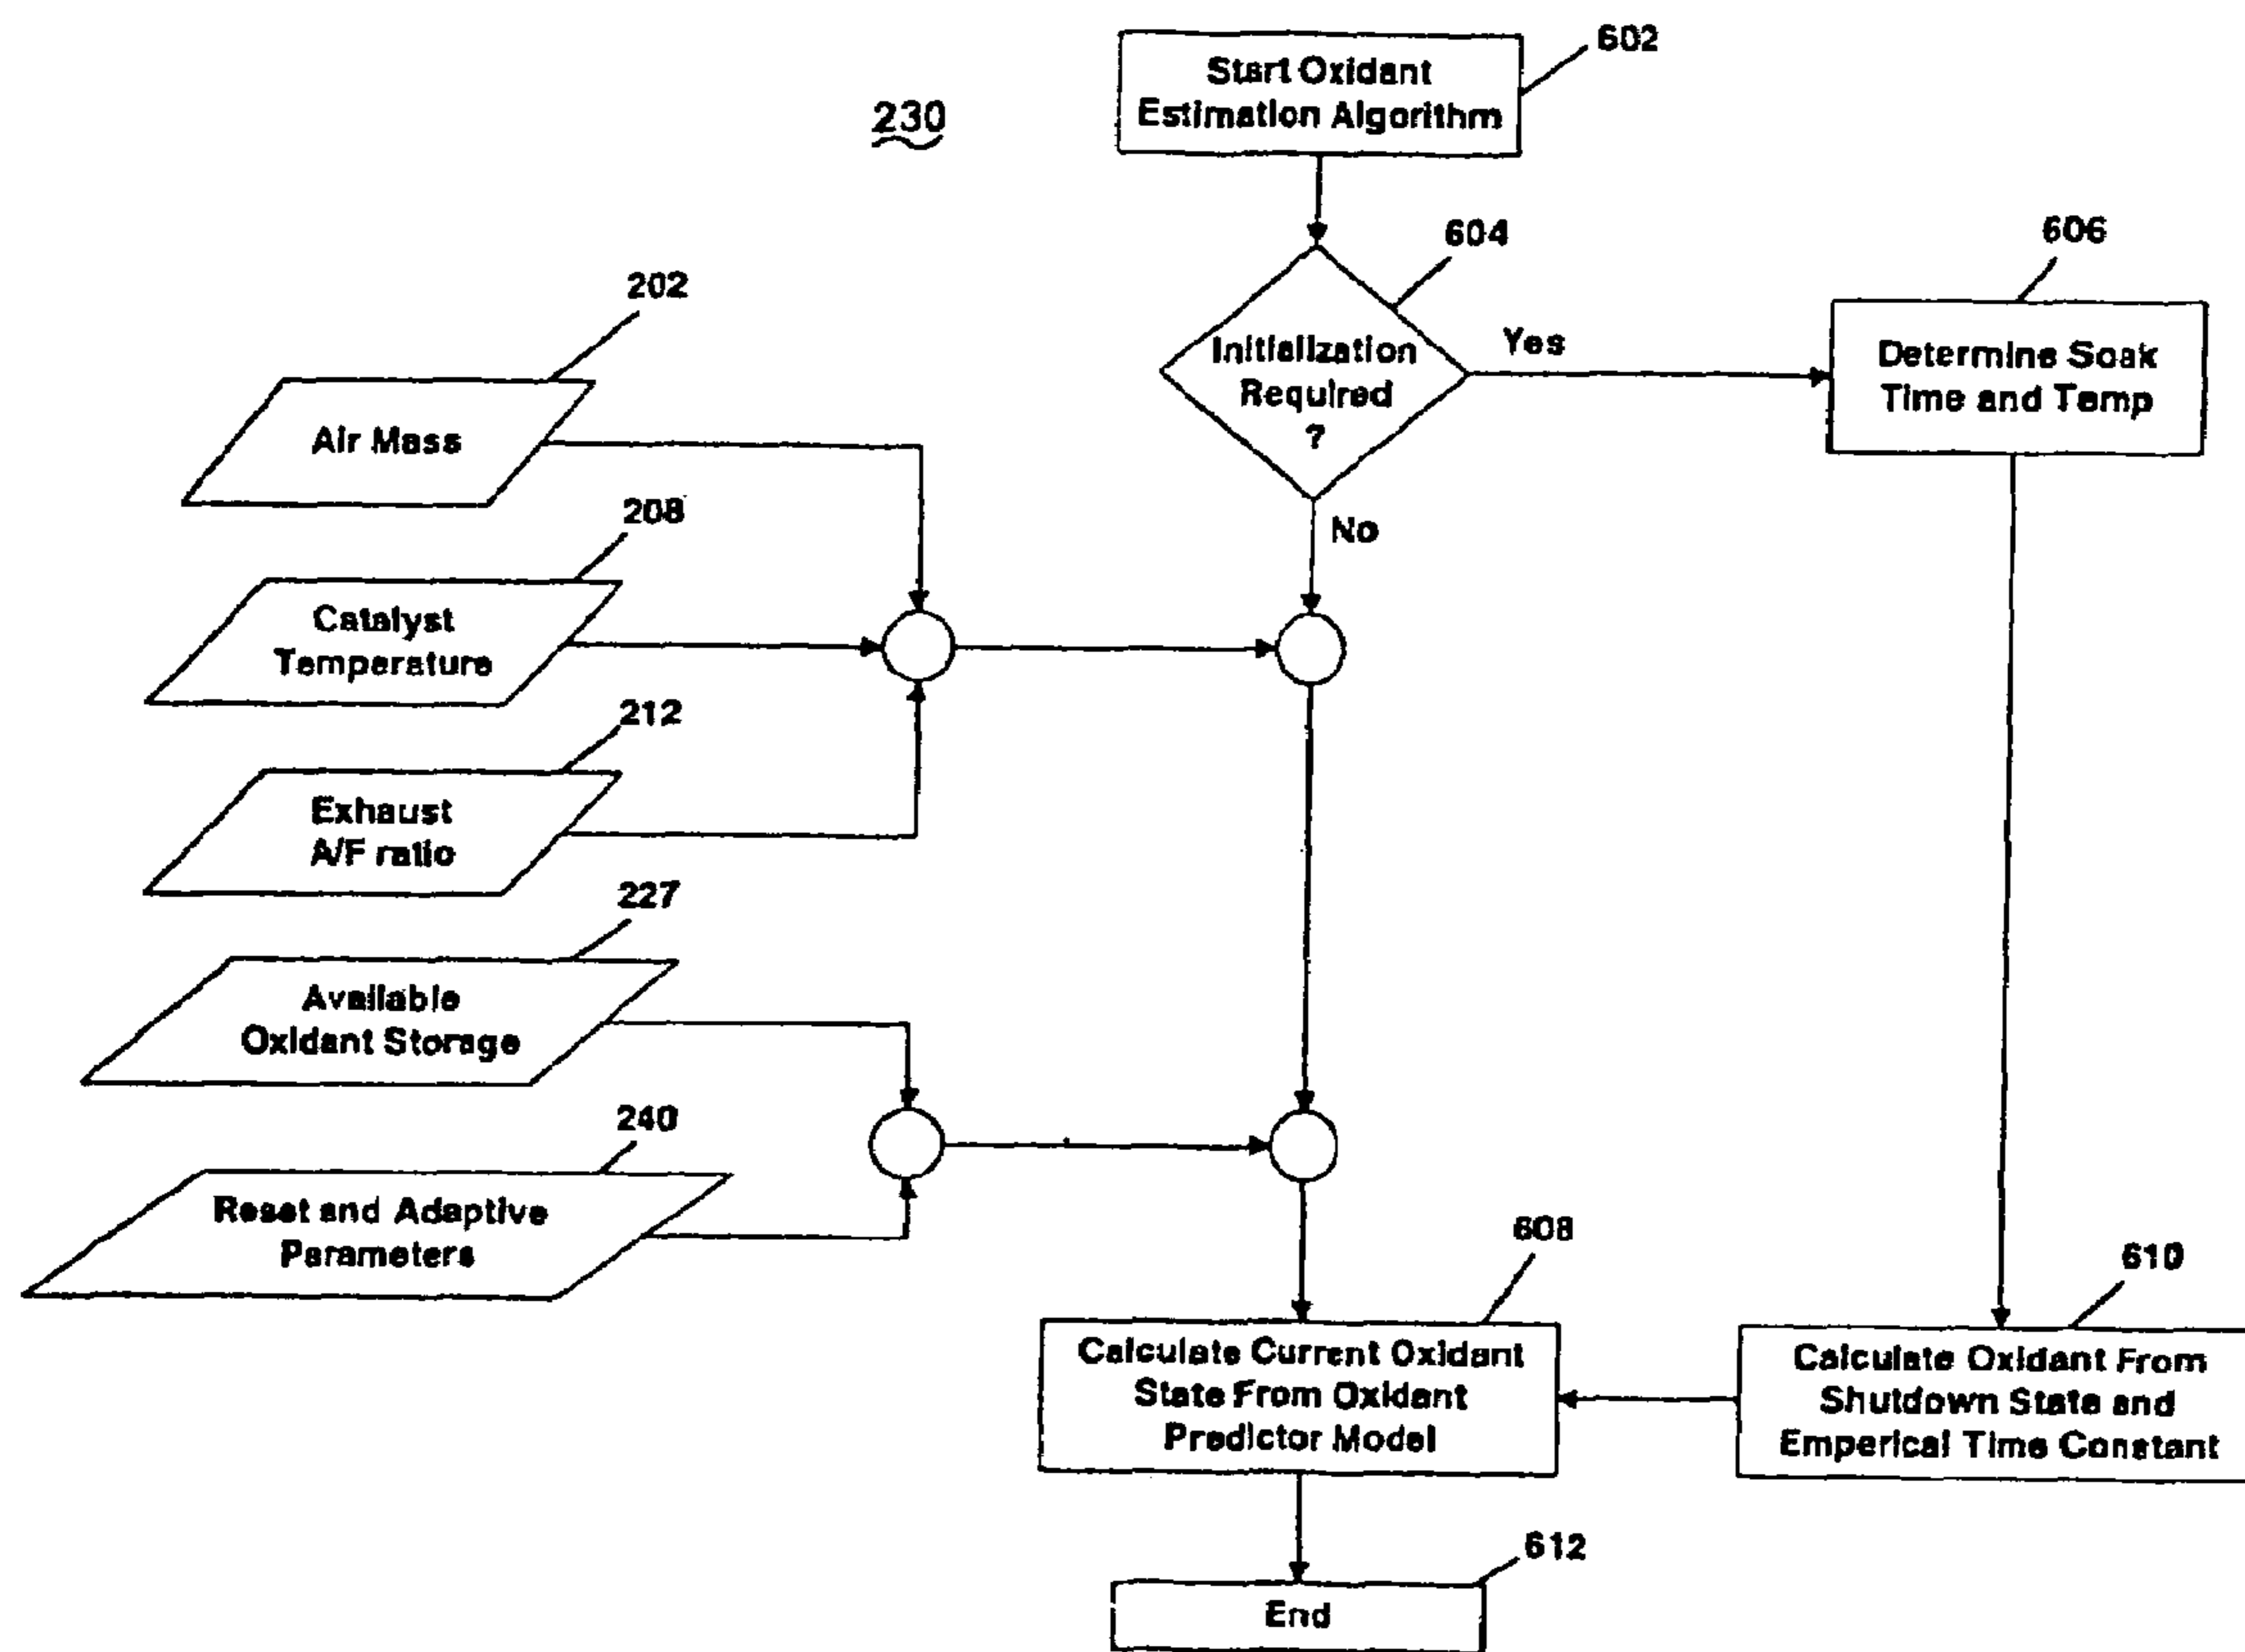 602
Start Oxidant
Estimation Algorithm
230
604
606
Initialization
Required
?
Yes
No
Determine Soak
Time and Temp
202
Air Mass
208
Catalyst
Temperature
212
Exhaust
A/F ratio
227
Available
Oxidant Storage
240
Reset and Adaptive
Parameters
608
Calculate Current Oxidant
State From Oxidant
Predictor Model
610
Calculate Oxidant From
Shutdown State and
Emperical Time Constant
612
End